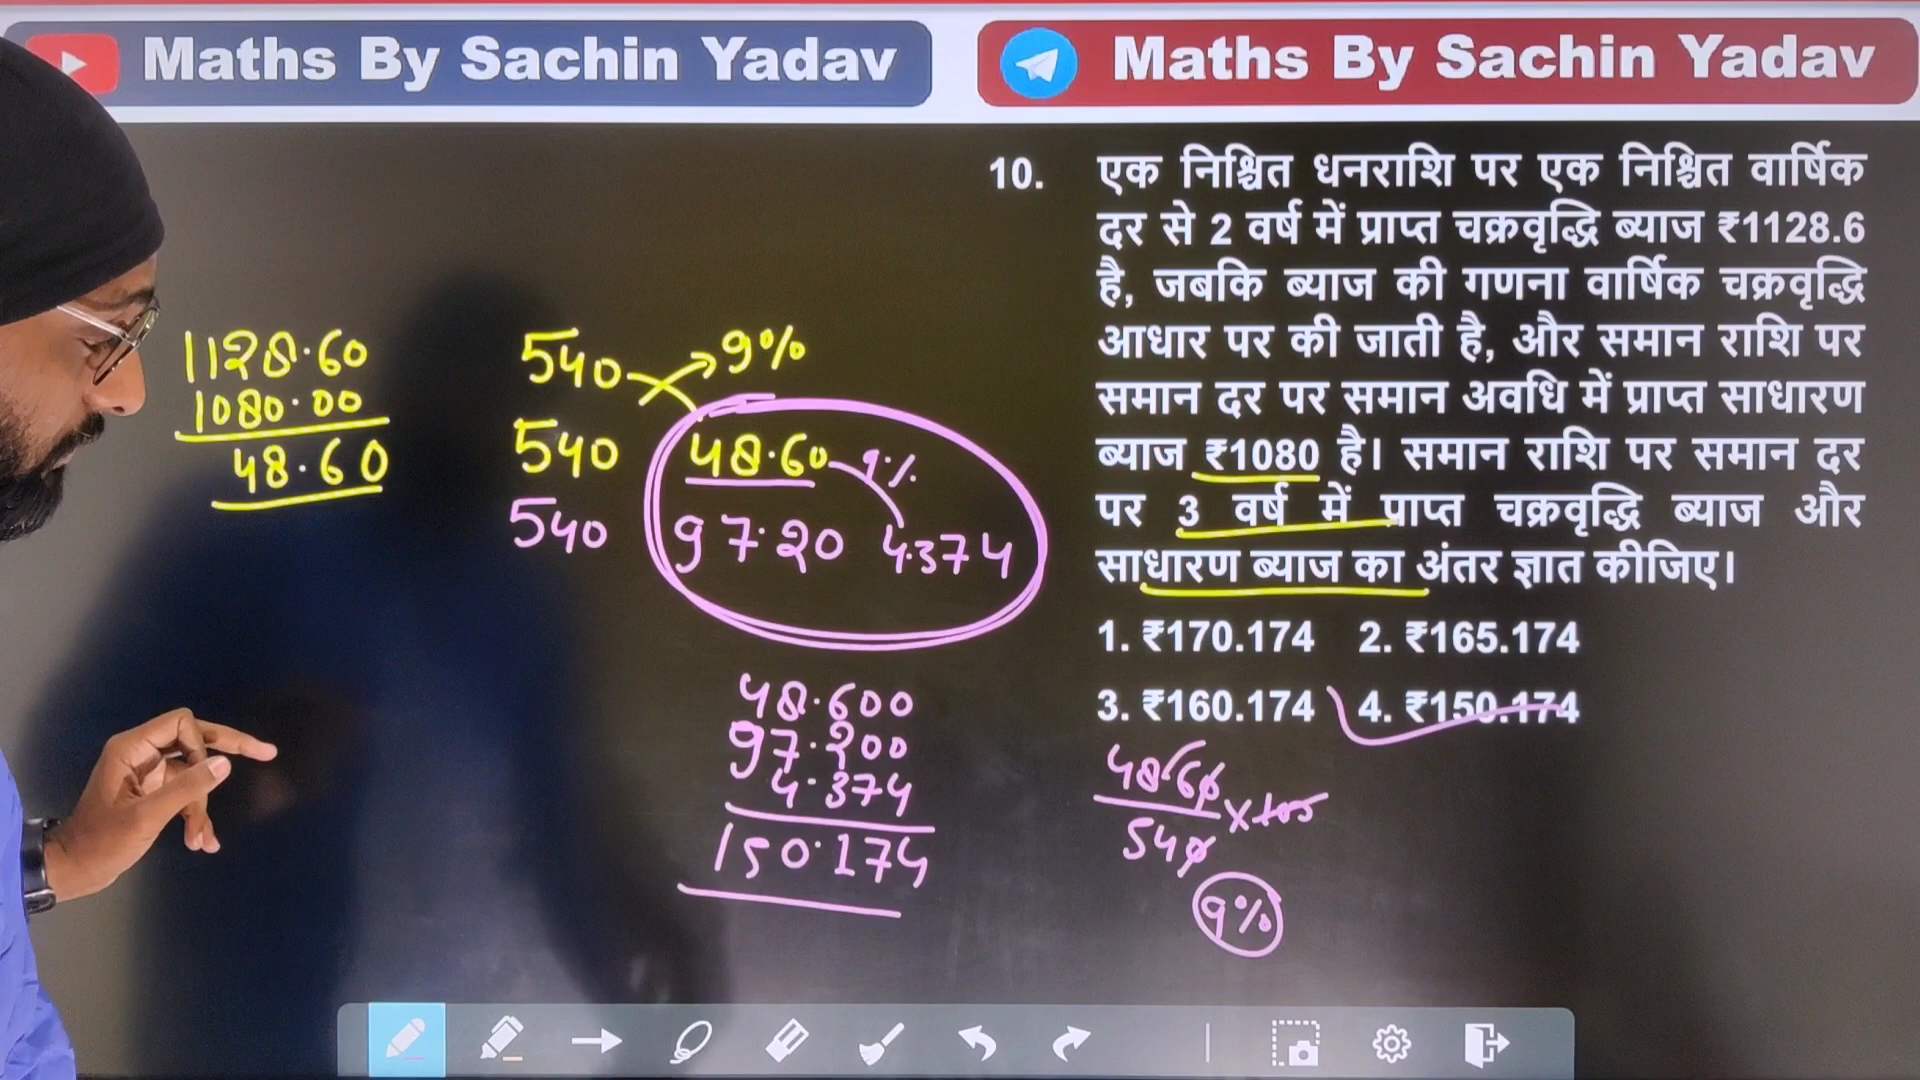 Maths By Sachin Yadav
Maths By Sachin Yadav
10. एक निश्चित धनराशि पर एक निश्चित वार्षिक
दर से 2 वर्ष में प्राप्त चक्रवृद्धि ब्याज ₹1128.6
है, जबकि ब्याज की गणना वार्षिक चक्रवृद्धि
आधार पर की जाती है, और समान राशि पर
समान दर पर समान अवधि में प्राप्त साधारण
ब्याज ₹1080 है। समान राशि पर समान दर
पर 3 वर्ष में प्राप्त चक्रवृद्धि ब्याज और
साधारण ब्याज का अंतर ज्ञात कीजिए।
1. ₹170.174 2. ₹165.174
3. ₹160.174 4. ₹150.174
1128.60
1080.00
48.60
540 9%
540 48.60 9%
540 97.20 4.374
48.600
97.200
4.374
150.174
48.60
540
x 100
9%